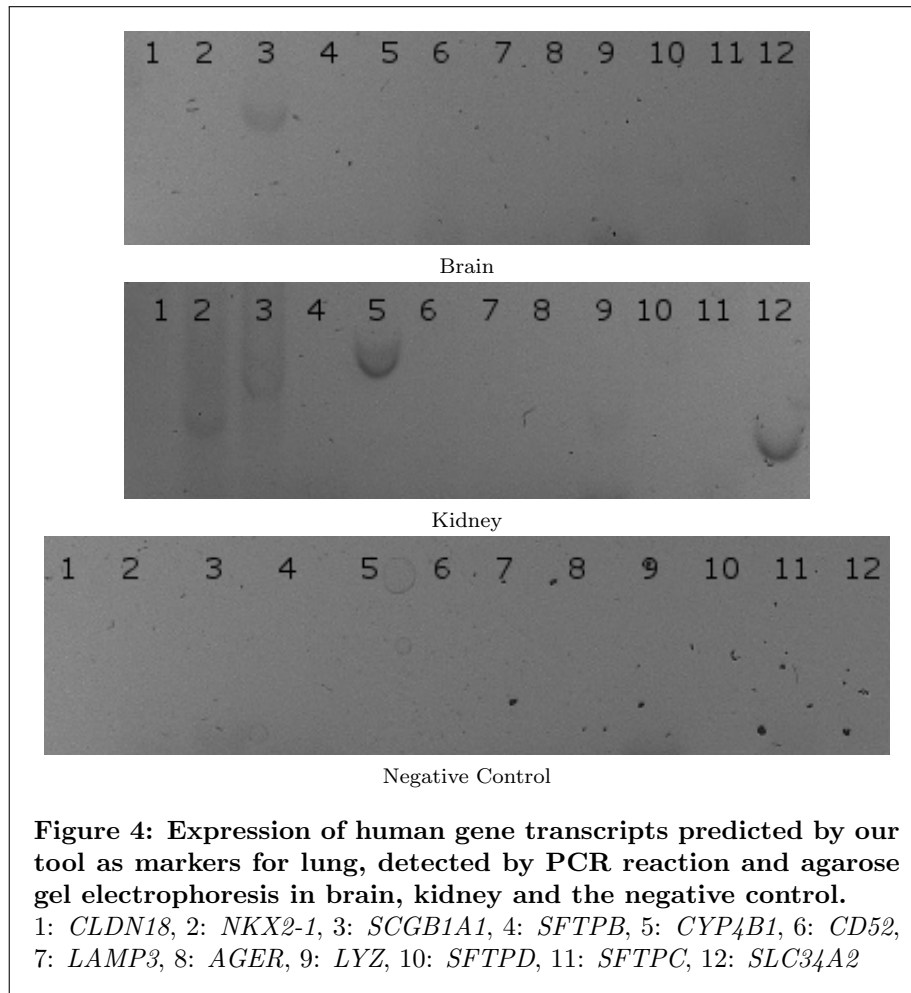 1 2 3 4 5 6 7 8 9 10 11 12
Brain
1 2 3 4 5 6 7 8 9 10 11 12
Kidney
1 2 3 4 5 6 7 8 9 10 11 12
Negative Control
Figure 4: Expression of human gene transcripts predicted by our
tool as markers for lung, detected by PCR reaction and agarose
gel electrophoresis in brain, kidney and the negative control.
1: CLDN18, 2: NKX2-1, 3: SCGB1A1, 4: SFTPB, 5: CYP4B1, 6: CD52,
7: LAMP3, 8: AGER, 9: LYZ, 10: SFTPD, 11: SFTPC, 12: SLC34A2